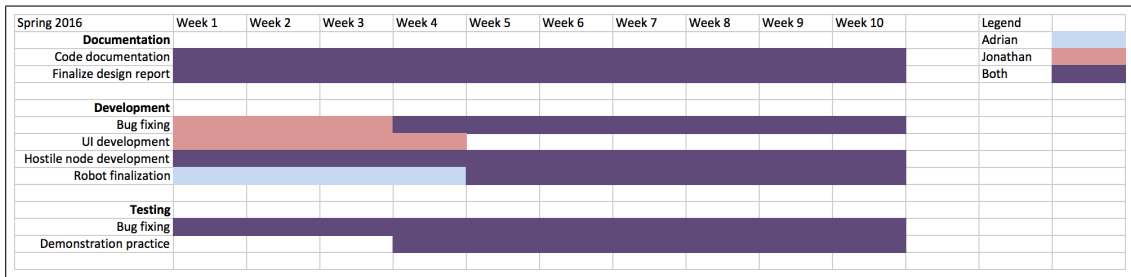 Spring 2016 Week 1 Week 2 Week 3 Week 4 Week 5 Week 6 Week 7 Week 8 Week 9 Week 10 Legend
Documentation Adrian
Code documentation Jonathan
Finalize design report Both
Development
Bug fixing
UI development
Hostile node development
Robot finalization
Testing
Bug fixing
Demonstration practice